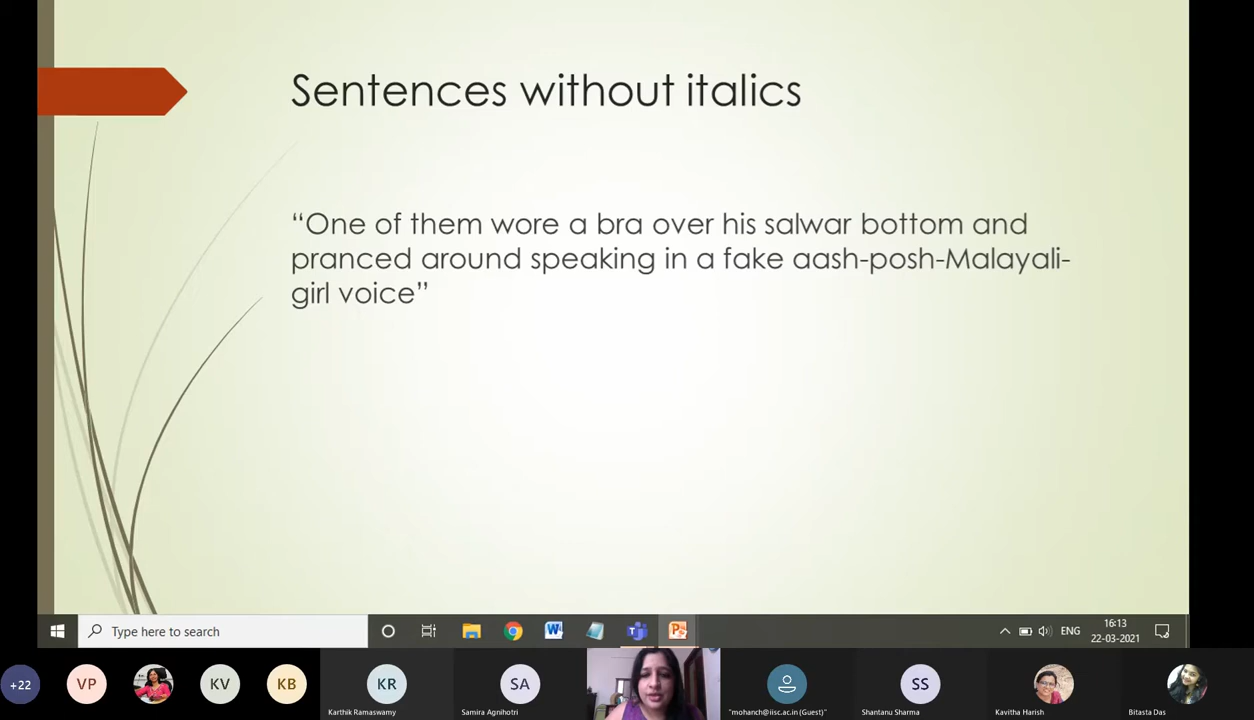 Sentences without italics
“One of them wore a bra over his salwar bottom and
pranced around speaking in a fake aash-posh-Malayali-
girl voice”
Type here to search
ENG
16:13
22-03-2021
+22
VP
KV
KB
KR
Karthik Ramaswamy
SA
Samira Agnihotri
"mohanch@iisc.ac.in (Guest)"
SS
Shantanu Sharma
Kavitha Harish
Bitasta Das